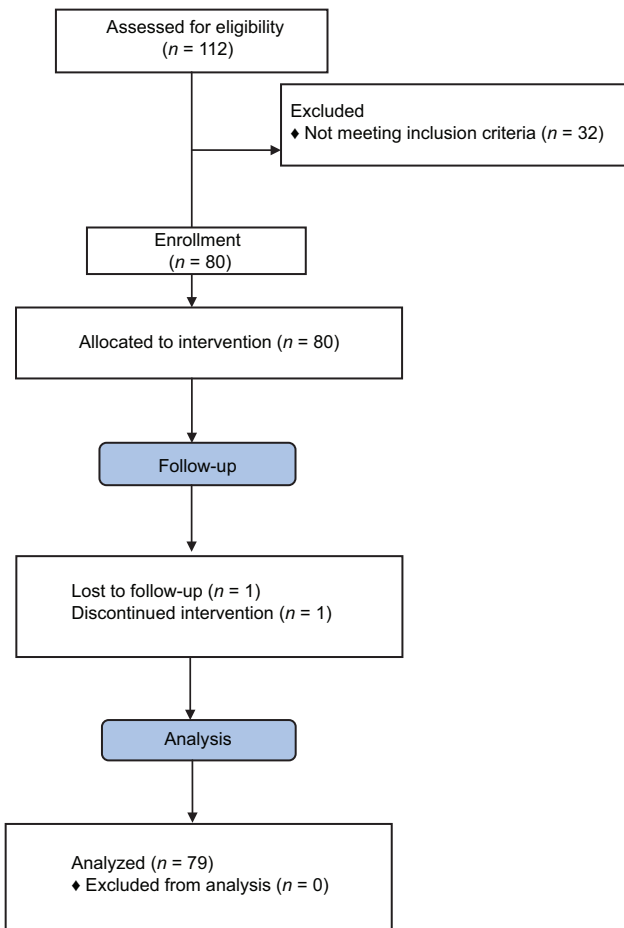 Assessed for eligibility
(n = 112)
Excluded
♦ Not meeting inclusion criteria (n = 32)
Enrollment
(n = 80)
Allocated to intervention (n = 80)
Follow-up
Lost to follow-up (n = 1)
Discontinued intervention (n = 1)
Analysis
Analyzed (n = 79)
♦ Excluded from analysis (n = 0)